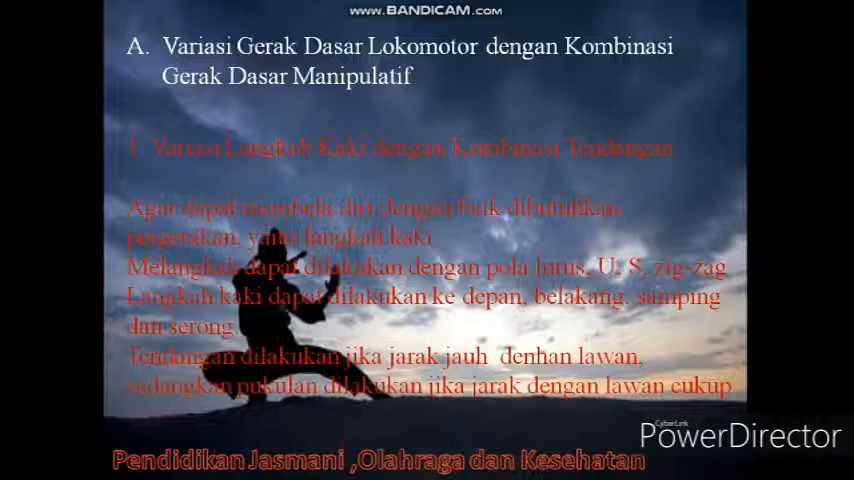 WWW.BANDICAM.COM
A. Variasi Gerak Dasar Lokomotor dengan Kombinasi
Gerak Dasar Manipulatif
1. Variasi Langkah Kaki dengan Kombinasi Tendangan
Agar dapat membela diri dengan baik dibutuhkan
pergerakan, yaitu langkah kaki
Melangkah dapat dilakukan dengan pola lurus, U, S, zig-zag
Langkah kaki dapat dilakukan ke depan, belakang, samping
dan serong.
Tendangan dilakukan jika jarak jauh denhan lawan,
sedangkan pukulan dilakukan jika jarak dengan lawan cukup
CyberLink
PowerDirector
Pendidikan Jasmani ,Olahraga dan Kesehatan